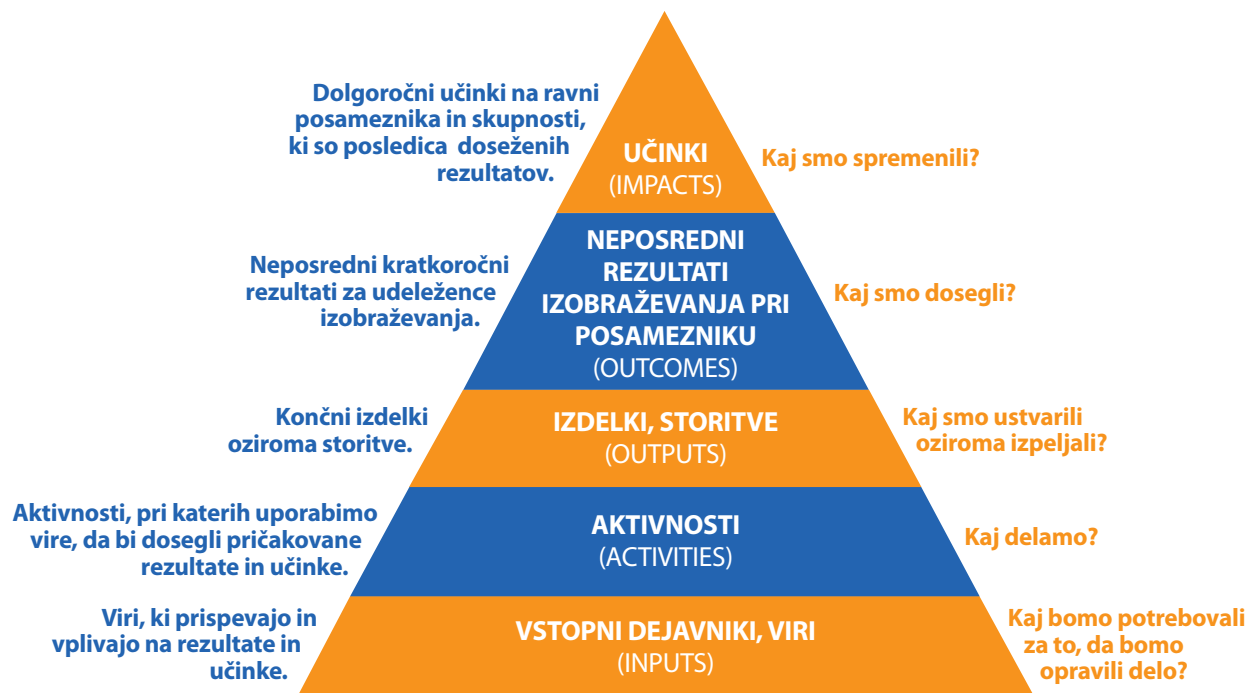 Dolgoročni učinki na ravni
posameznika in skupnosti,
ki so posledica doseženih
rezultatov.
UČINKI
(IMPACTS)
Kaj smo spremenili?
Neposredni kratkoročni
rezultati za udeležence
izobraževanja.
NEPOSREDNI
REZULTATI
IZOBRAŽEVANJA PRI
POSAMEZNIKU
(OUTCOMES)
Kaj smo dosegli?
Končni izdelki
oziroma storitve.
IZDELKI, STORITVE
(OUTPUTS)
Kaj smo ustvarili
oziroma izpeljali?
Aktivnosti, pri katerih uporabimo
vire, da bi dosegli pričakovane
rezultate in učinke.
AKTIVNOSTI
(ACTIVITIES)
Kaj delamo?
Viri, ki prispevajo in
vplivajo na rezultate in
učinke.
VSTOPNI DEJAVNIKI, VIRI
(INPUTS)
Kaj bomo potrebovali
za to, da bomo
opravili delo?